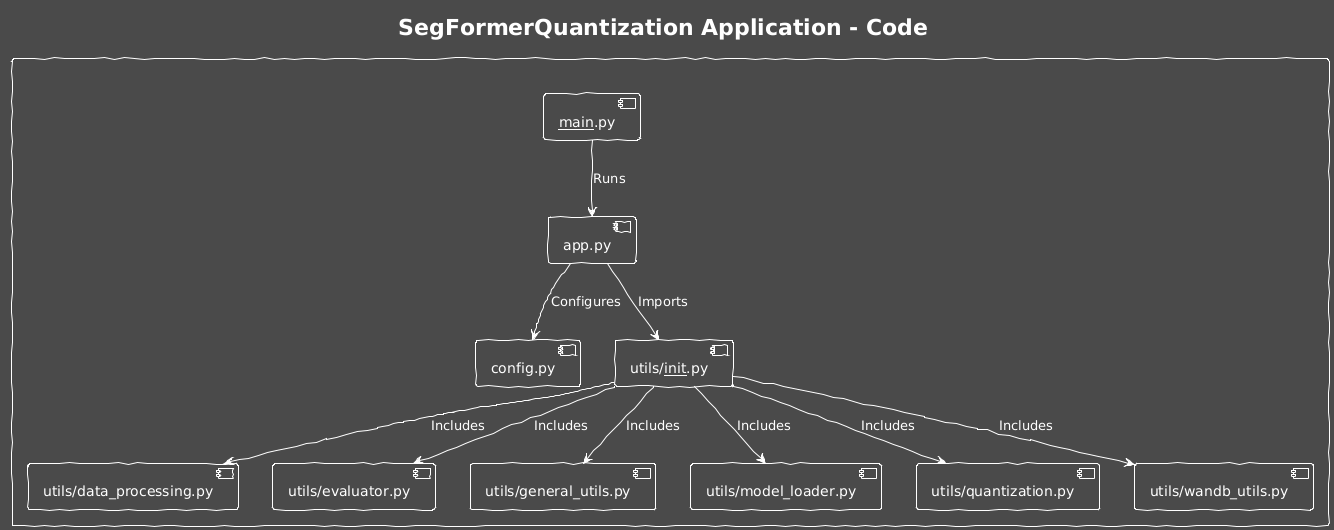 SegFormerQuantization Application - Code
main.py
Runs
app.py
Configures
Imports
config.py
utils/init.py
Includes
Includes
Includes
Includes
Includes
Includes
utils/data_processing.py
utils/evaluator.py
utils/general_utils.py
utils/model_loader.py
utils/quantization.py
utils/wandb_utils.py